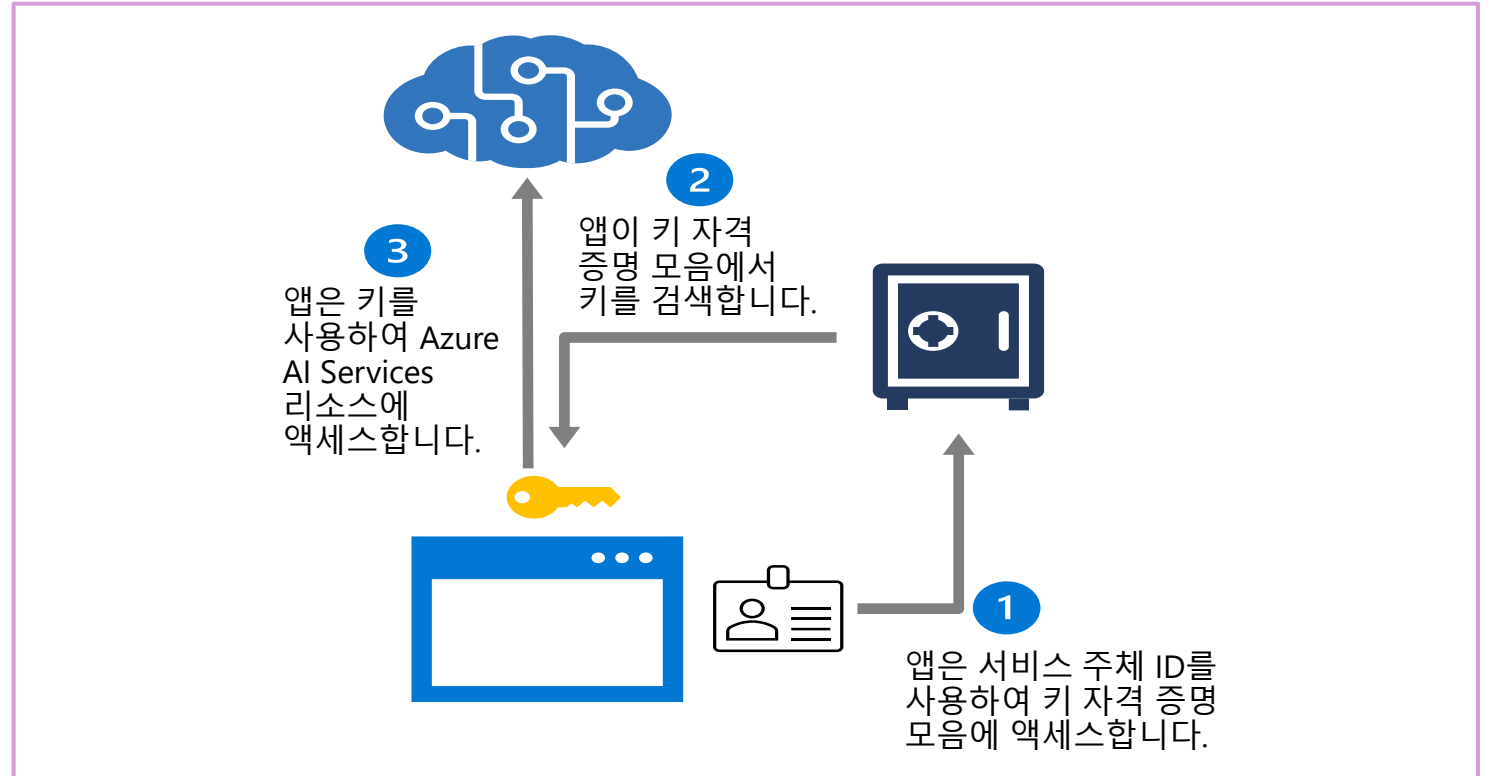 2
앱이 키 자격
증명 모음에서
키를 검색합니다.
3
앱은 키를
사용하여 Azure
AI Services
리소스에
액세스합니다.
1
앱은 서비스 주체 ID를
사용하여 키 자격 증명
모음에 액세스합니다.